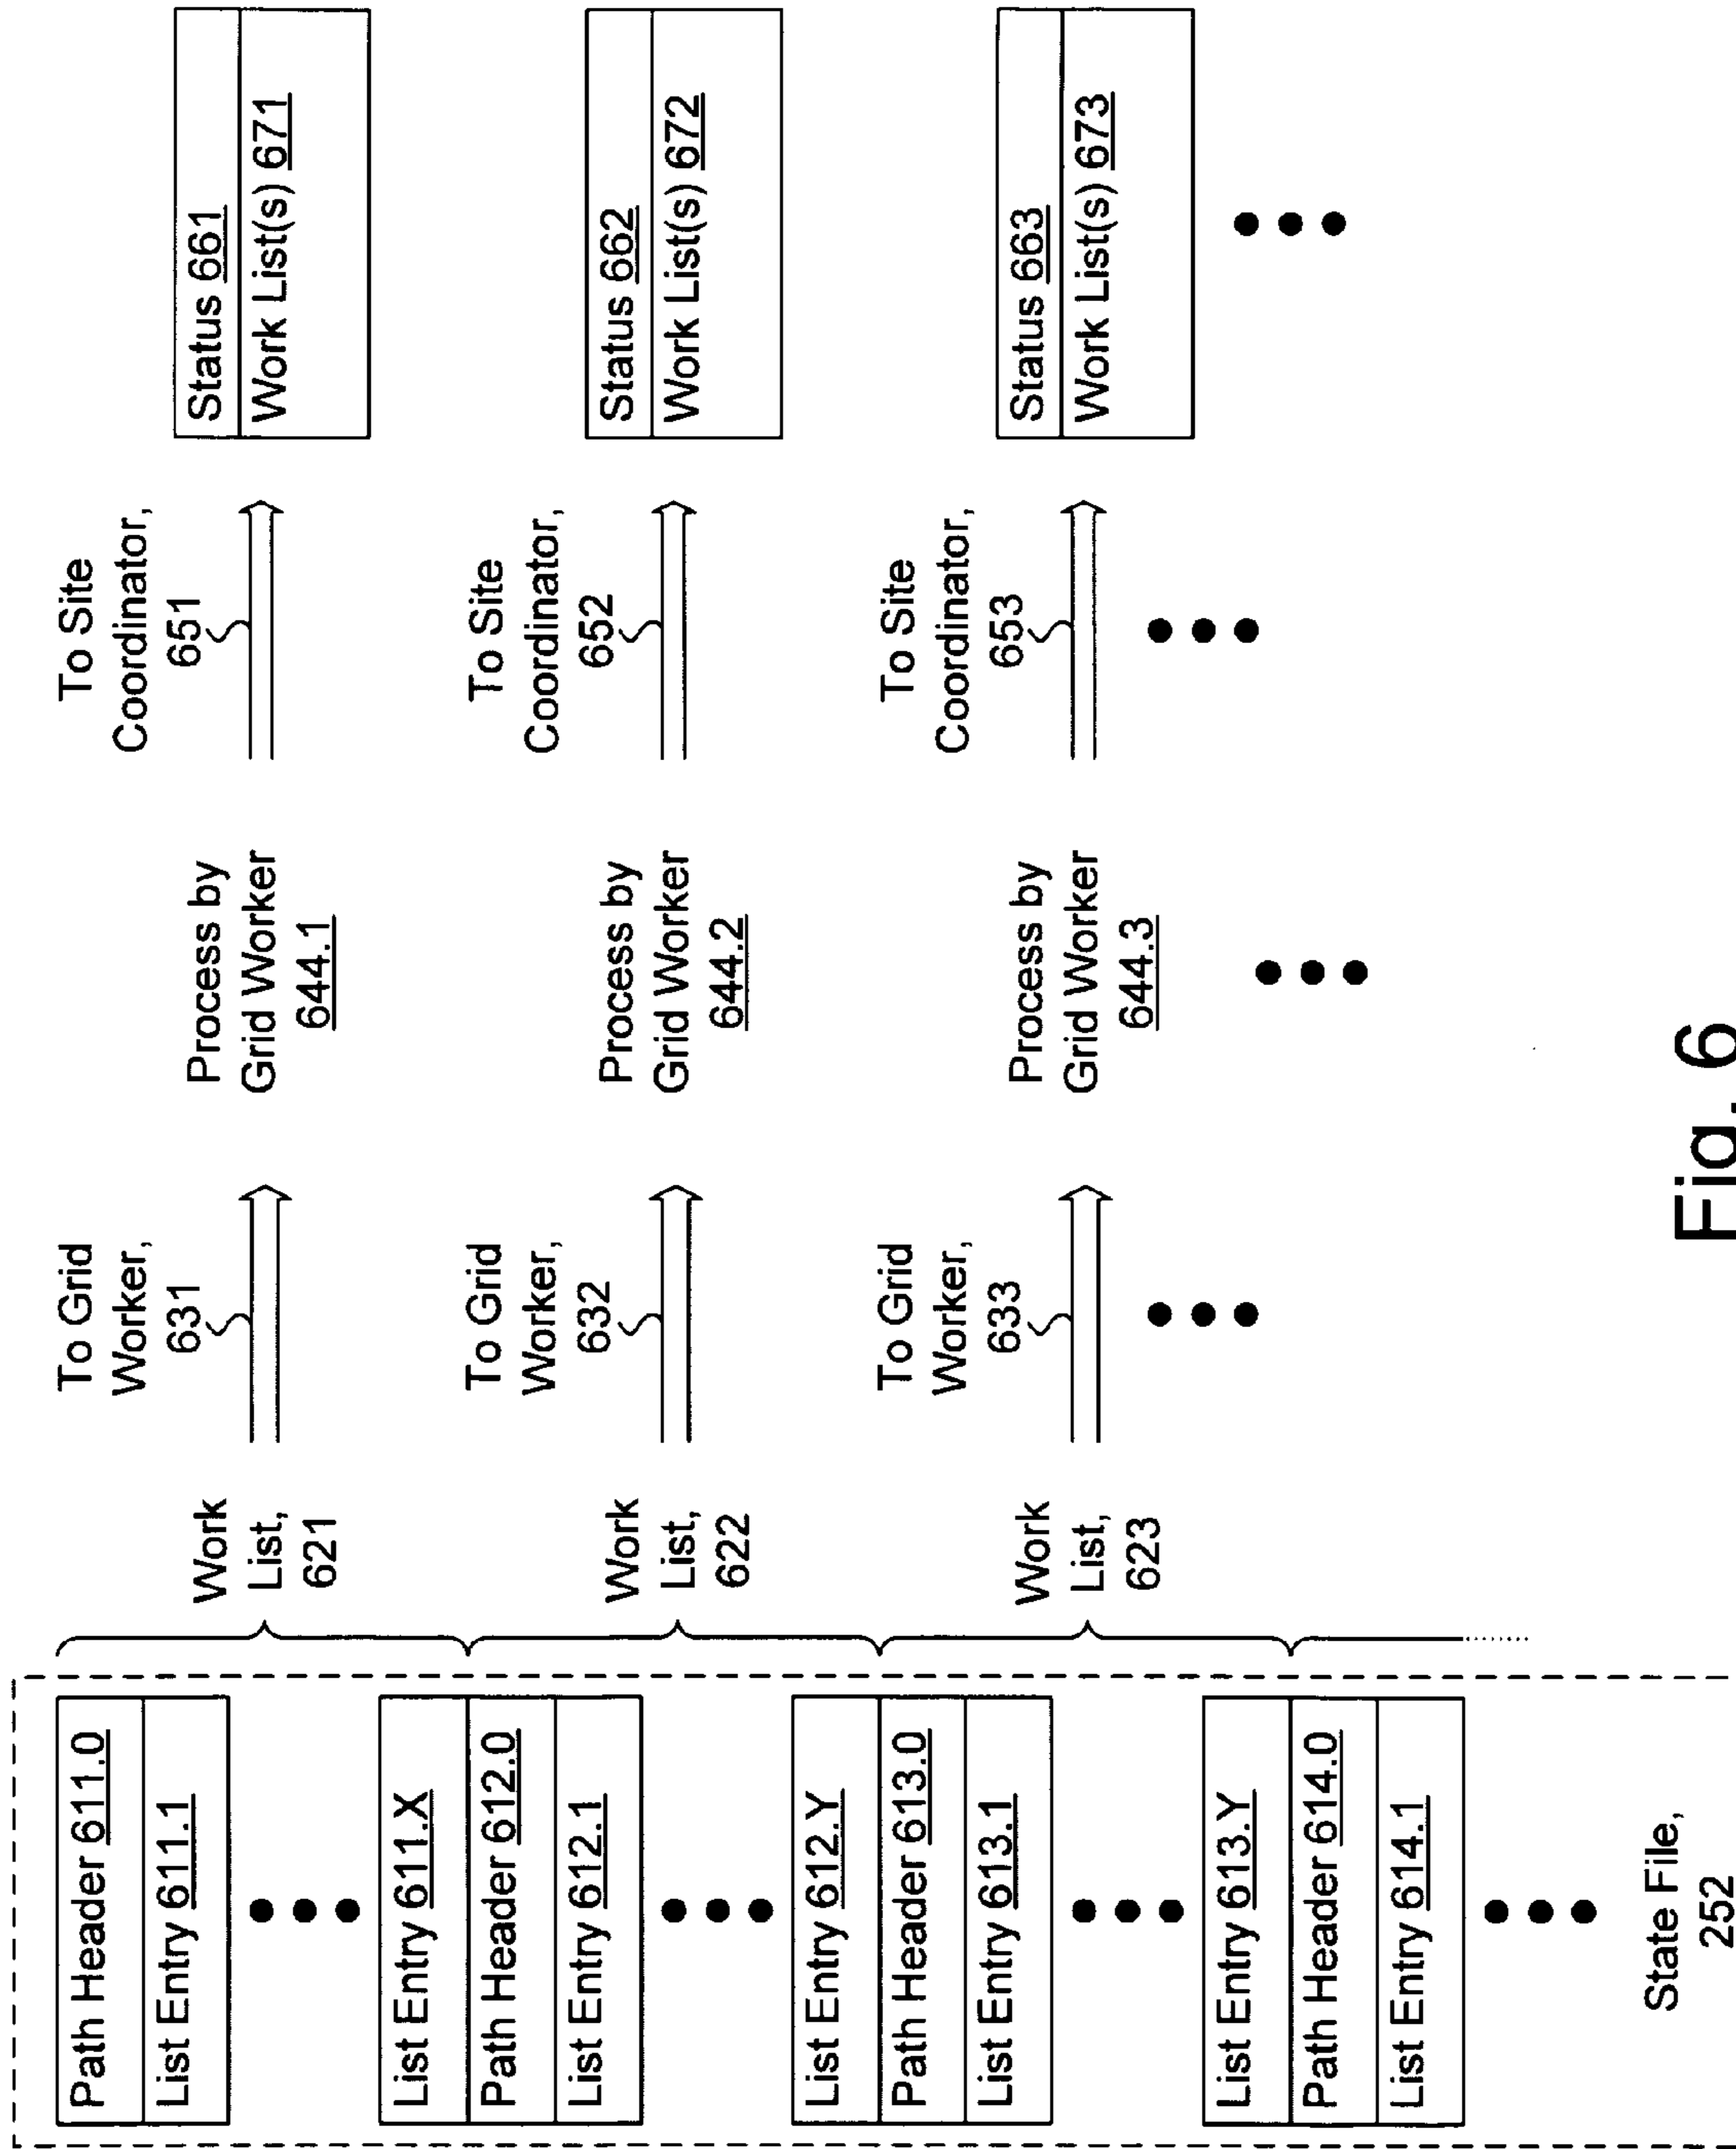 Path Header 611.0
List Entry 611.1
List Entry 611.X
Path Header 612.0
List Entry 612.1
List Entry 612.Y
Path Header 613.0
List Entry 613.1
List Entry 613.Y
Path Header 614.0
List Entry 614.1
State File,
252
Work
List,
621
Work
List,
622
Work
List,
623
To Grid
Worker,
631
To Grid
Worker,
632
To Grid
Worker,
633
Process by
Grid Worker
644.1
Process by
Grid Worker
644.2
Process by
Grid Worker
644.3
To Site
Coordinator,
651
To Site
Coordinator,
652
To Site
Coordinator,
653
Status 661
Work List(s) 671
Status 662
Work List(s) 672
Status 663
Work List(s) 673
Fig. 6